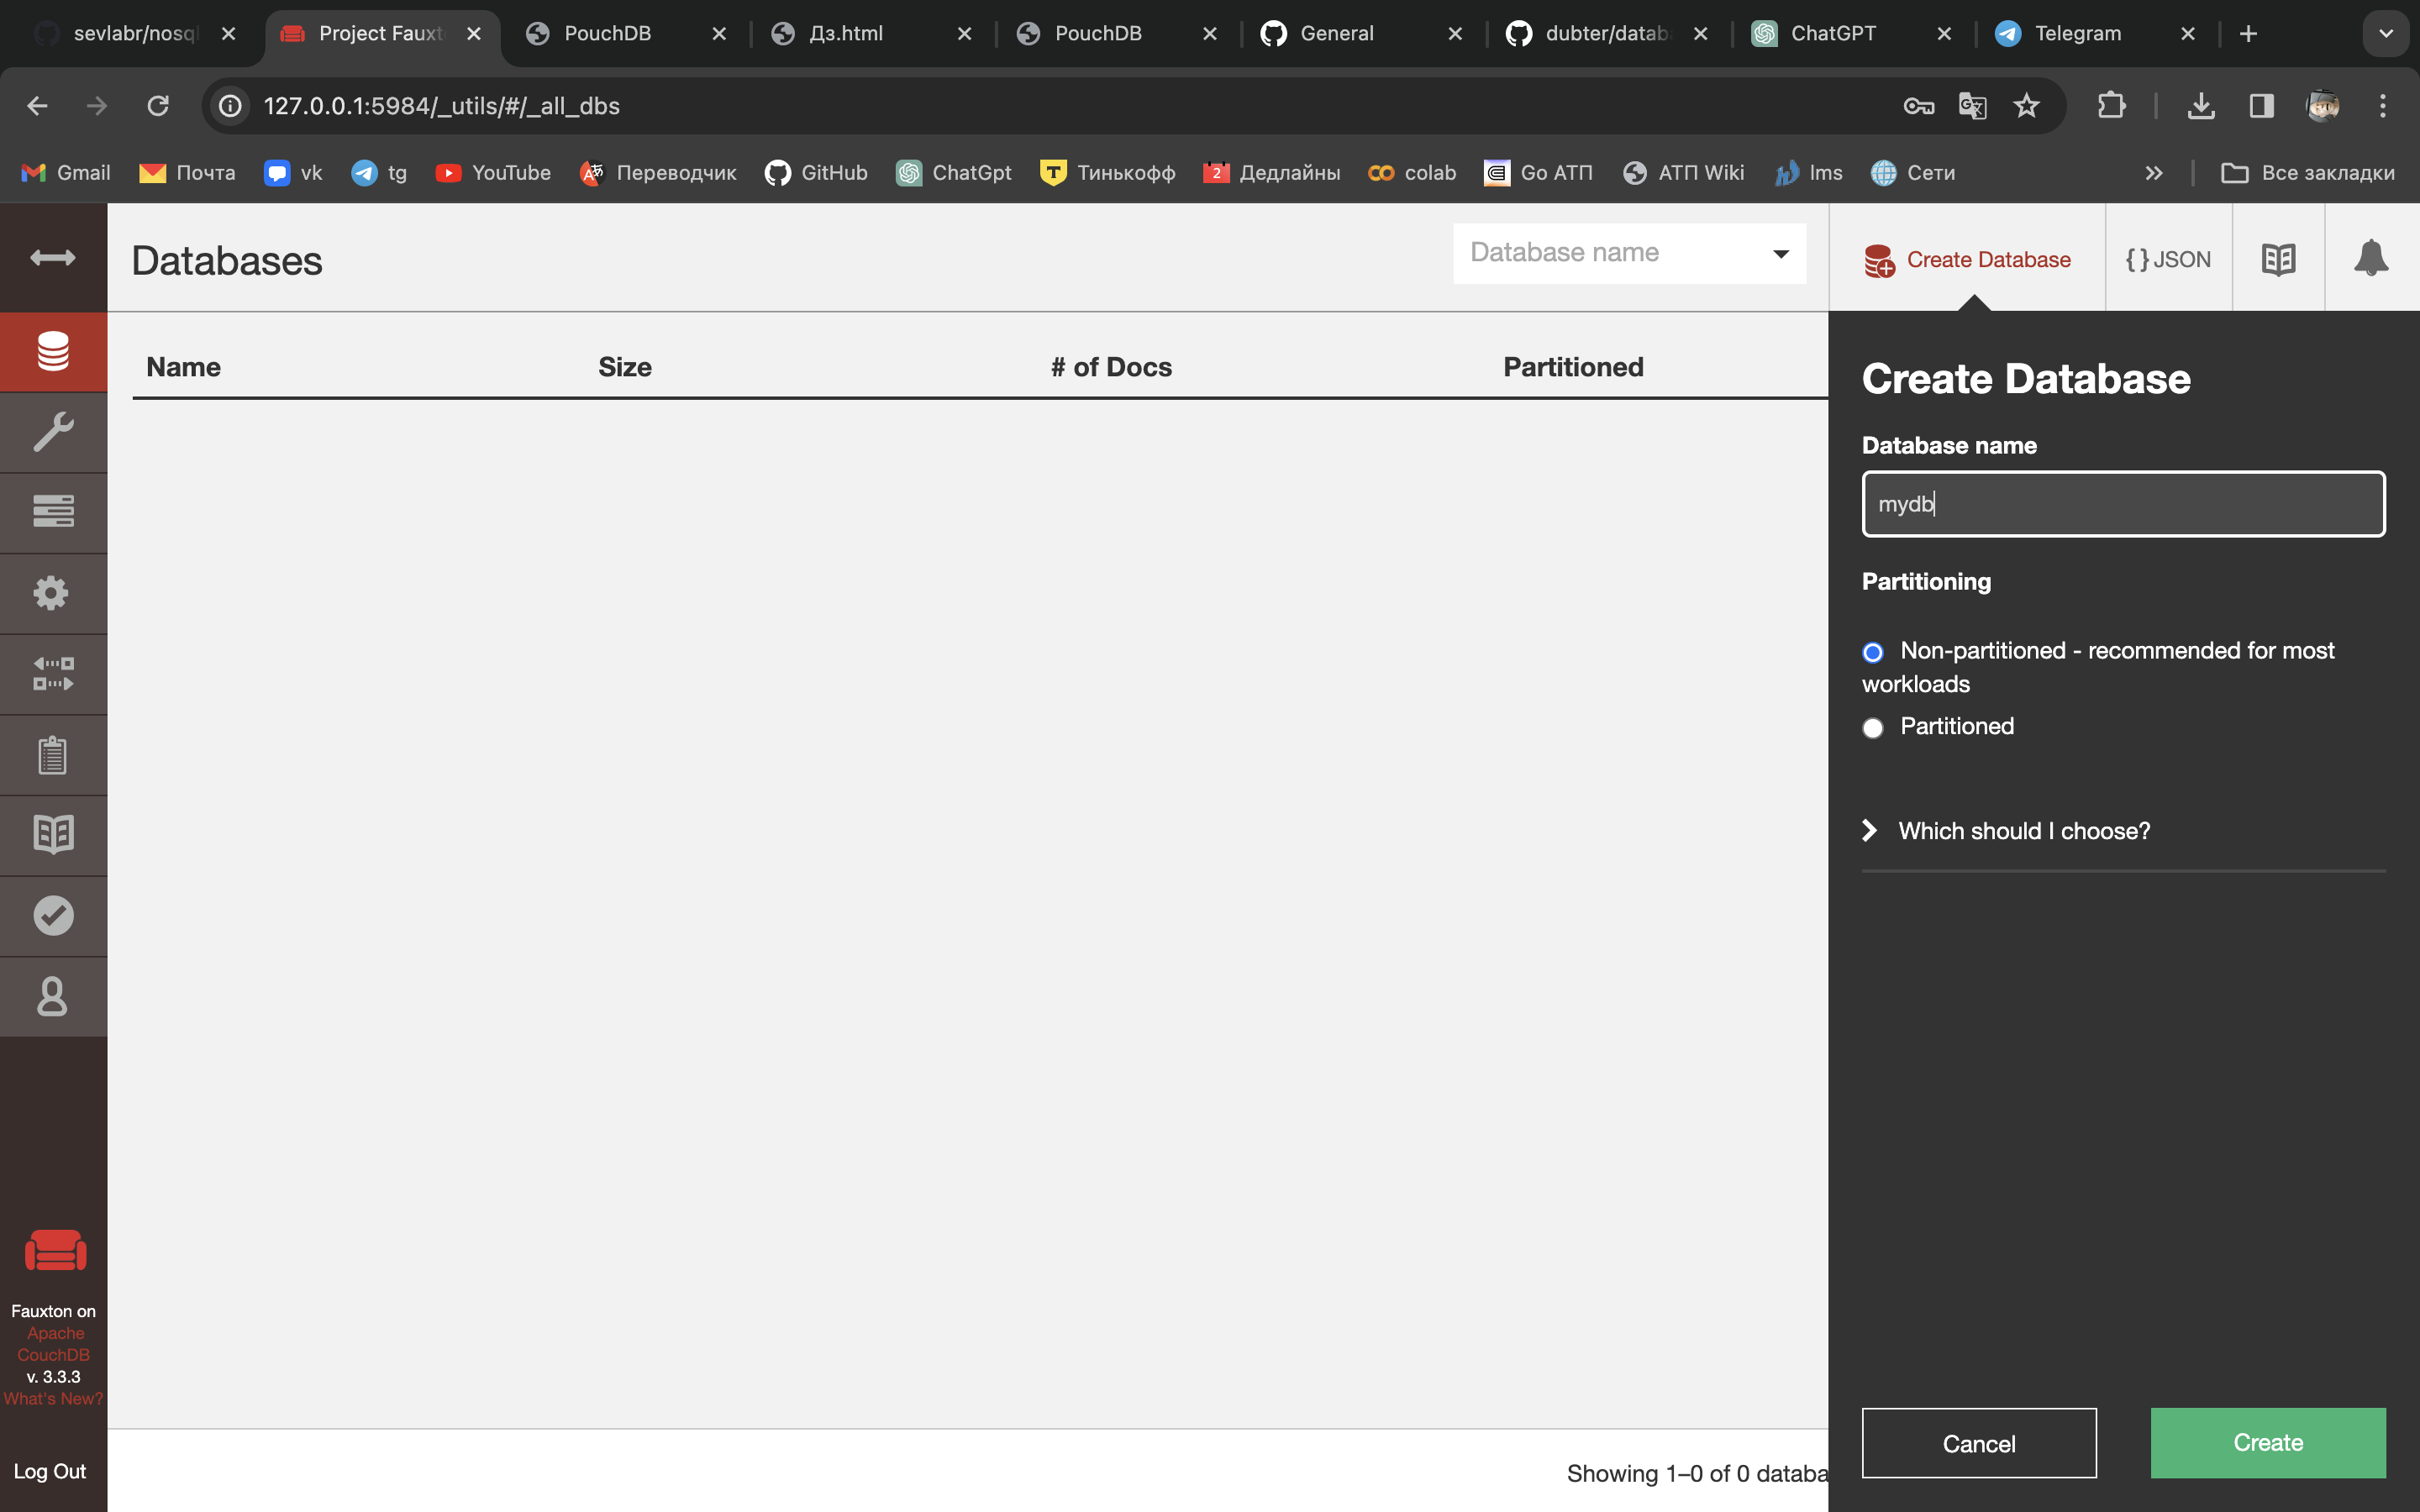 sevlabr/nosql
Project Fauxt
PouchDB
Дз.html
PouchDB
General
dubter/datab
ChatGPT
Telegram
127.0.0.1:5984/_utils/#/_all_dbs
Gmail
Почта
vk
tg
YouTube
Переводчик
GitHub
ChatGpt
Тинькофф
2
Дедлайны
colab
Go АТП
АТП Wiki
lms
Сети
Все закладки
Databases
Database name
Create Database
{ } JSON
Name
Size
# of Docs
Partitioned
Create Database
Database name
mydb
Partitioning
Non-partitioned - recommended for most
workloads
Partitioned
Which should I choose?
Fauxton on
Apache
CouchDB
v. 3.3.3
What's New?
Log Out
Showing 1–0 of 0 databa
Cancel
Create